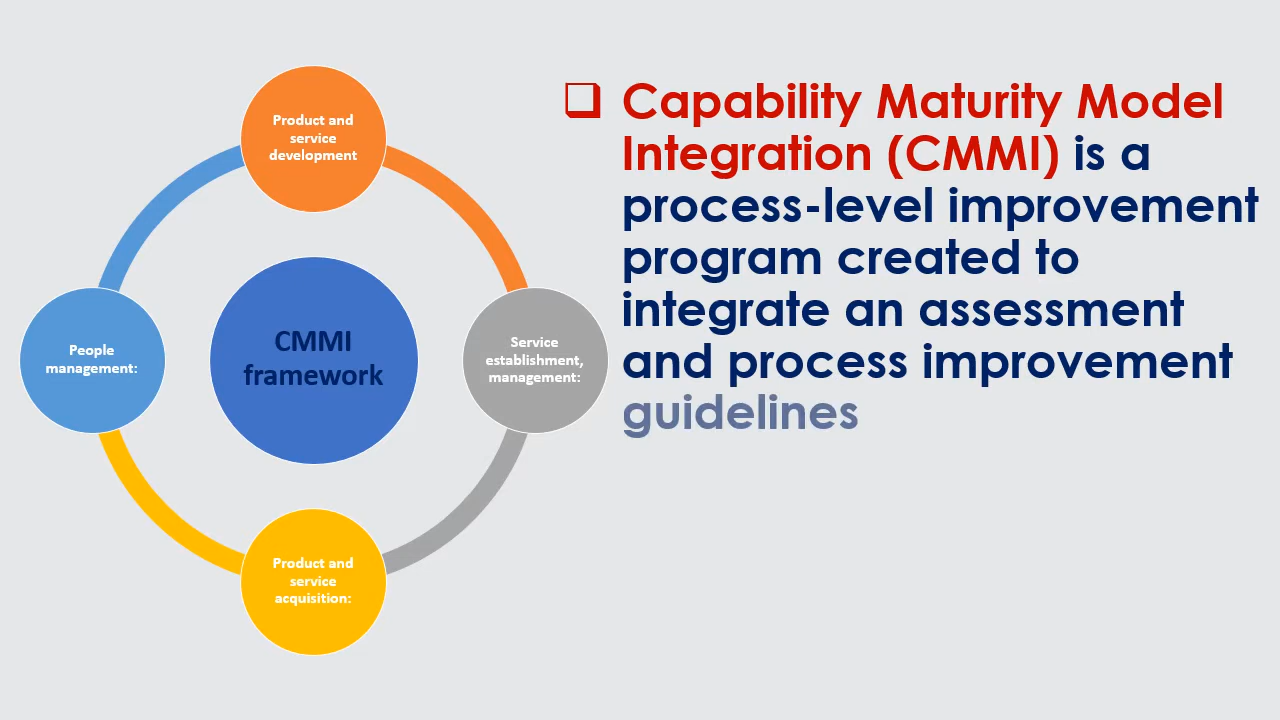 Product and
service
development
People
management:
CMMI
framework
Service
establishment,
management:
Product and
service
acquisition:
❑ Capability Maturity Model
Integration (CMMI) is a
process-level improvement
program created to
integrate an assessment
and process improvement
guidelines